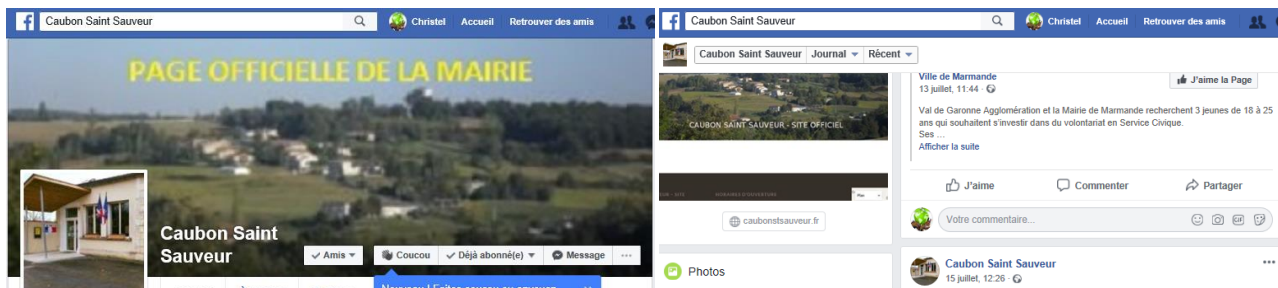 Caubon Saint Sauveur
Christel Accueil Retrouver des amis
PAGE OFFICIELLE DE LA MAIRIE
Caubon Saint
Sauveur
Amis
Coucou
Déjà abonné(e)
Message
Caubon Saint Sauveur
Christel Accueil Retrouver des amis
Caubon Saint Sauveur Journal Récent
CAUBON SAINT SAUVEUR - SITE OFFICIEL
caubonstsauveur.fr
Photos
Ville de Marmande
13 juillet, 11:44 ·
J'aime la Page
Val de Garonne Agglomération et la Mairie de Marmande recherchent 3 jeunes de 18 à 25
ans qui souhaitent s'investir dans du volontariat en Service Civique.
Ses ...
Afficher la suite
J'aime Commenter Partager
Votre commentaire...
GIF
Caubon Saint Sauveur
15 juillet, 12:26 ·